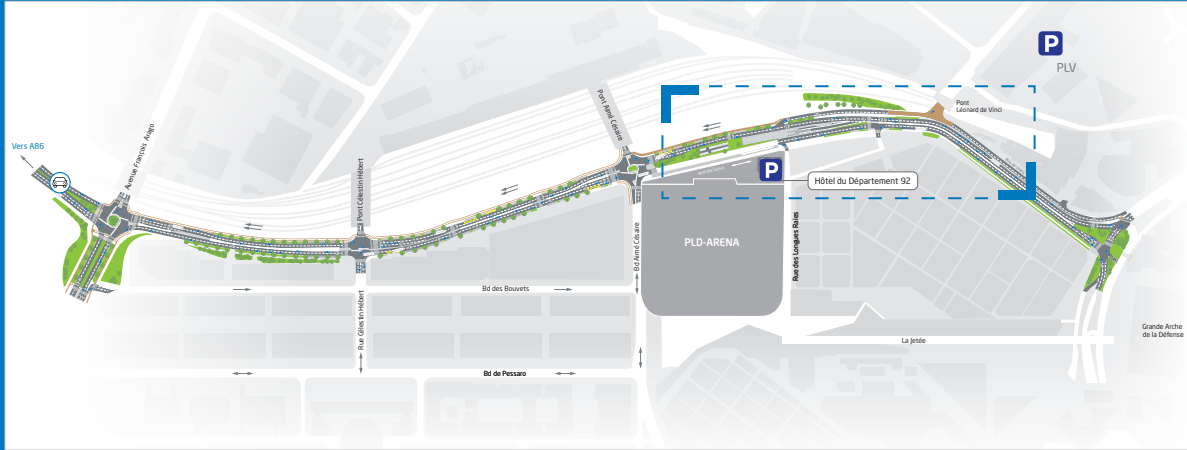 P
PLV
Pont
Léonard de Vinci
Pont Aimé Césaire
Vers A86
Avenue François Arago
Pont Célestin Hébert
P
Hôtel du Département 92
PLD-ARENA
Rue des Longues Raies
Bd Aimé Césaire
Bd des Bouvets
Rue Célestin Hébert
Grande Arche
de la Défense
La Jetée
Bd de Pessaro